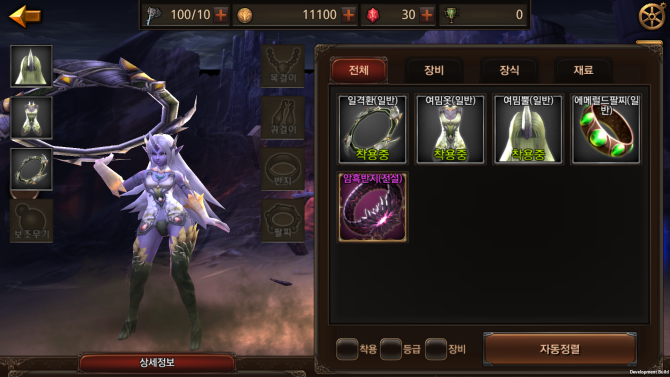 100/10
11100
30
0
목걸이
귀걸이
반지
보조무기
팔찌
상세정보
전체
장비
장식
재료
일격환(일반)
착용중
여밈옷(일반)
착용중
여밈뿔(일반)
착용중
에메럴드팔찌(일
반)
암흑반지(전설)
착용
등급
장비
자동정렬
Development Build